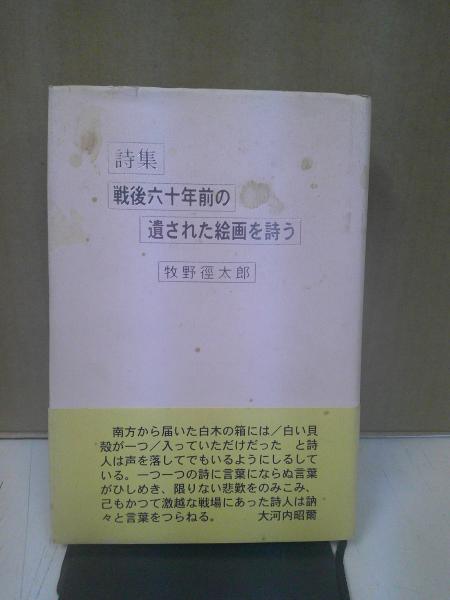 詩集
戦後六十年前の
遺された絵画を詩う
牧野徑太郎
南方から届いた白木の箱には／白い貝
殻が一つ／入っていただけだった　と詩
人は声を落してでもいるようにしるして
いる。一つ一つの詩に言葉にならぬ言葉
がひしめき、限りない悲歎をのみこみ、
己もかつて激越な戦場にあった詩人は訥
々と言葉をつらねる。　大河内昭爾